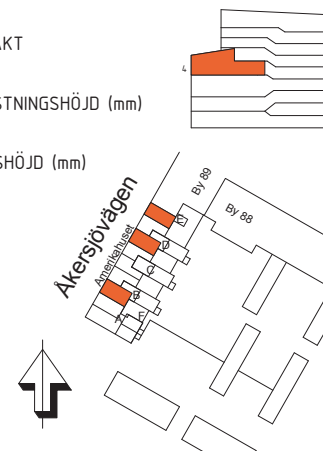 AKT
4
STNINGSHÖJD (mm)
SHÖJD (mm)
By 89
By 88
Åkersjövägen
Amerikahuset
E
D
C
B
A
F